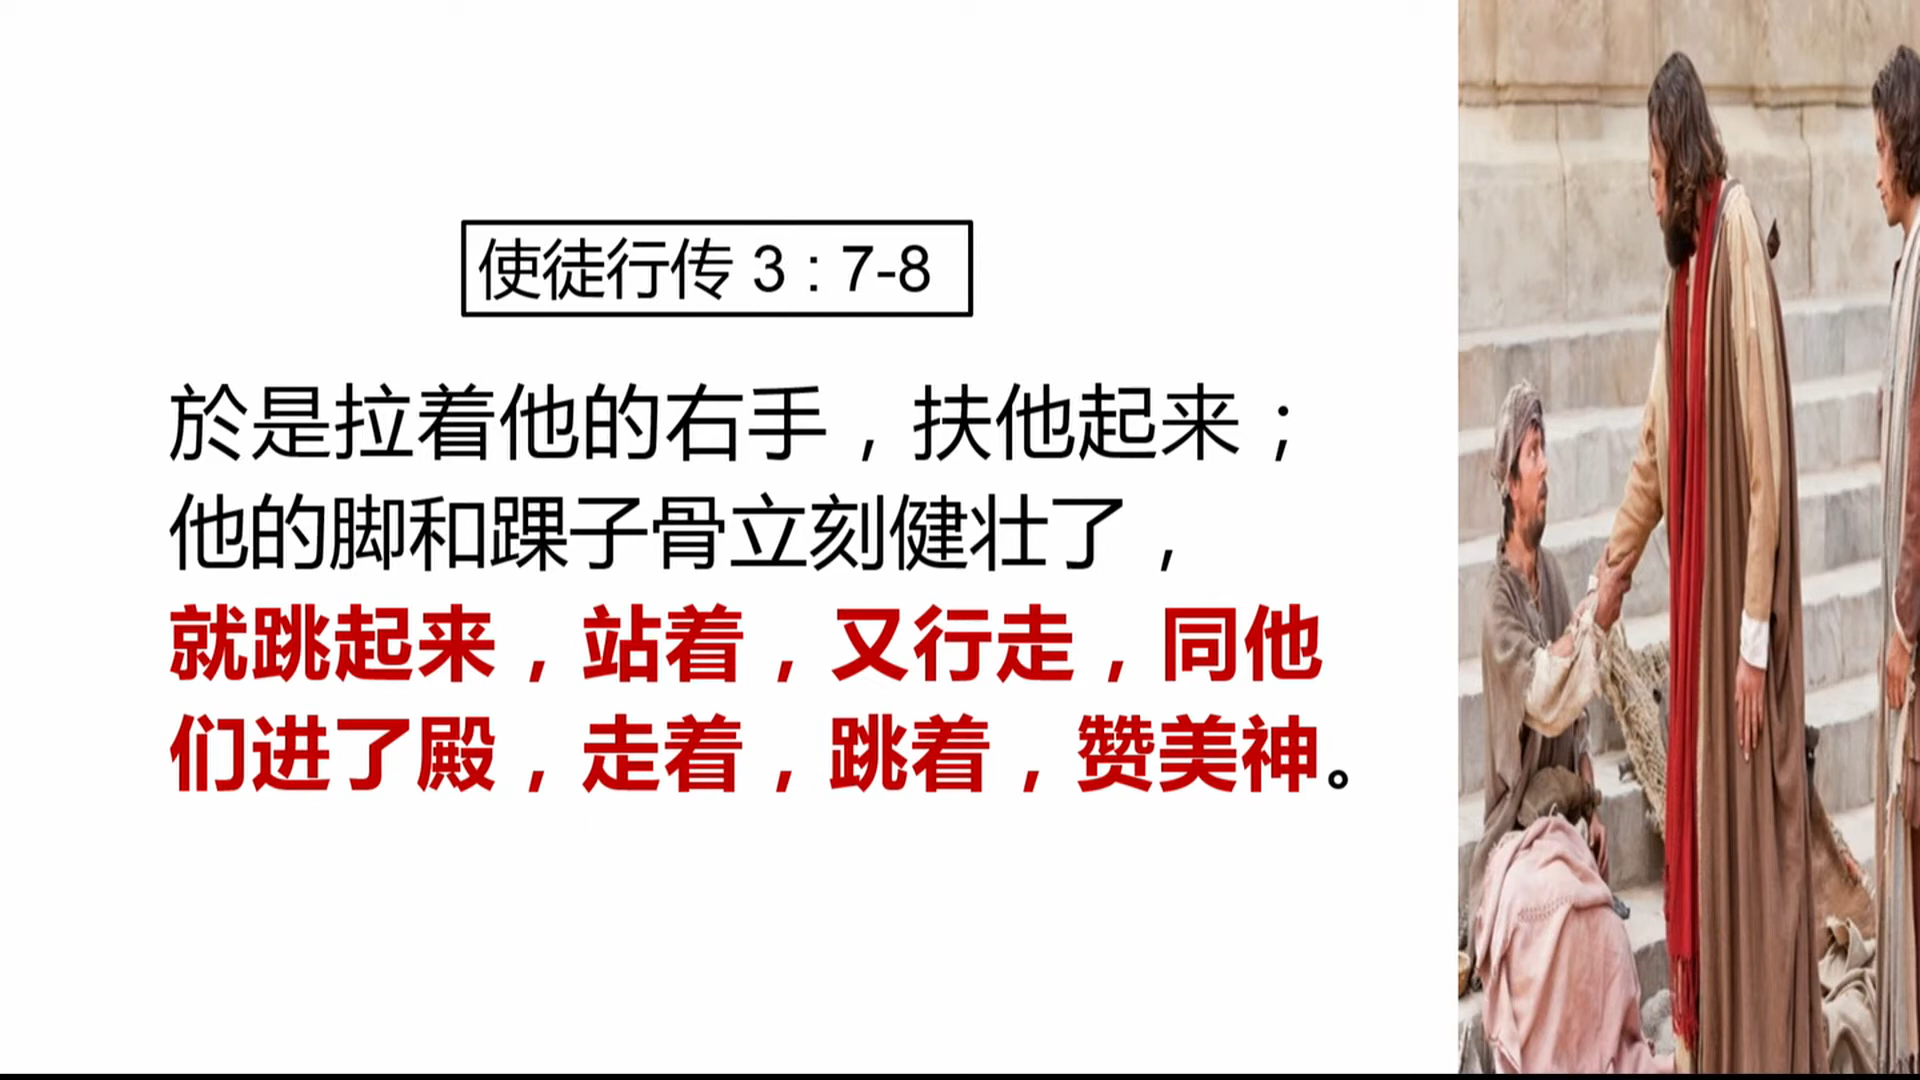 使徒行传 3 : 7-8
於是拉着他的右手，扶他起来；
他的脚和踝子骨立刻健壮了，
就跳起来，站着，又行走，同他
们进了殿，走着，跳着，赞美神。